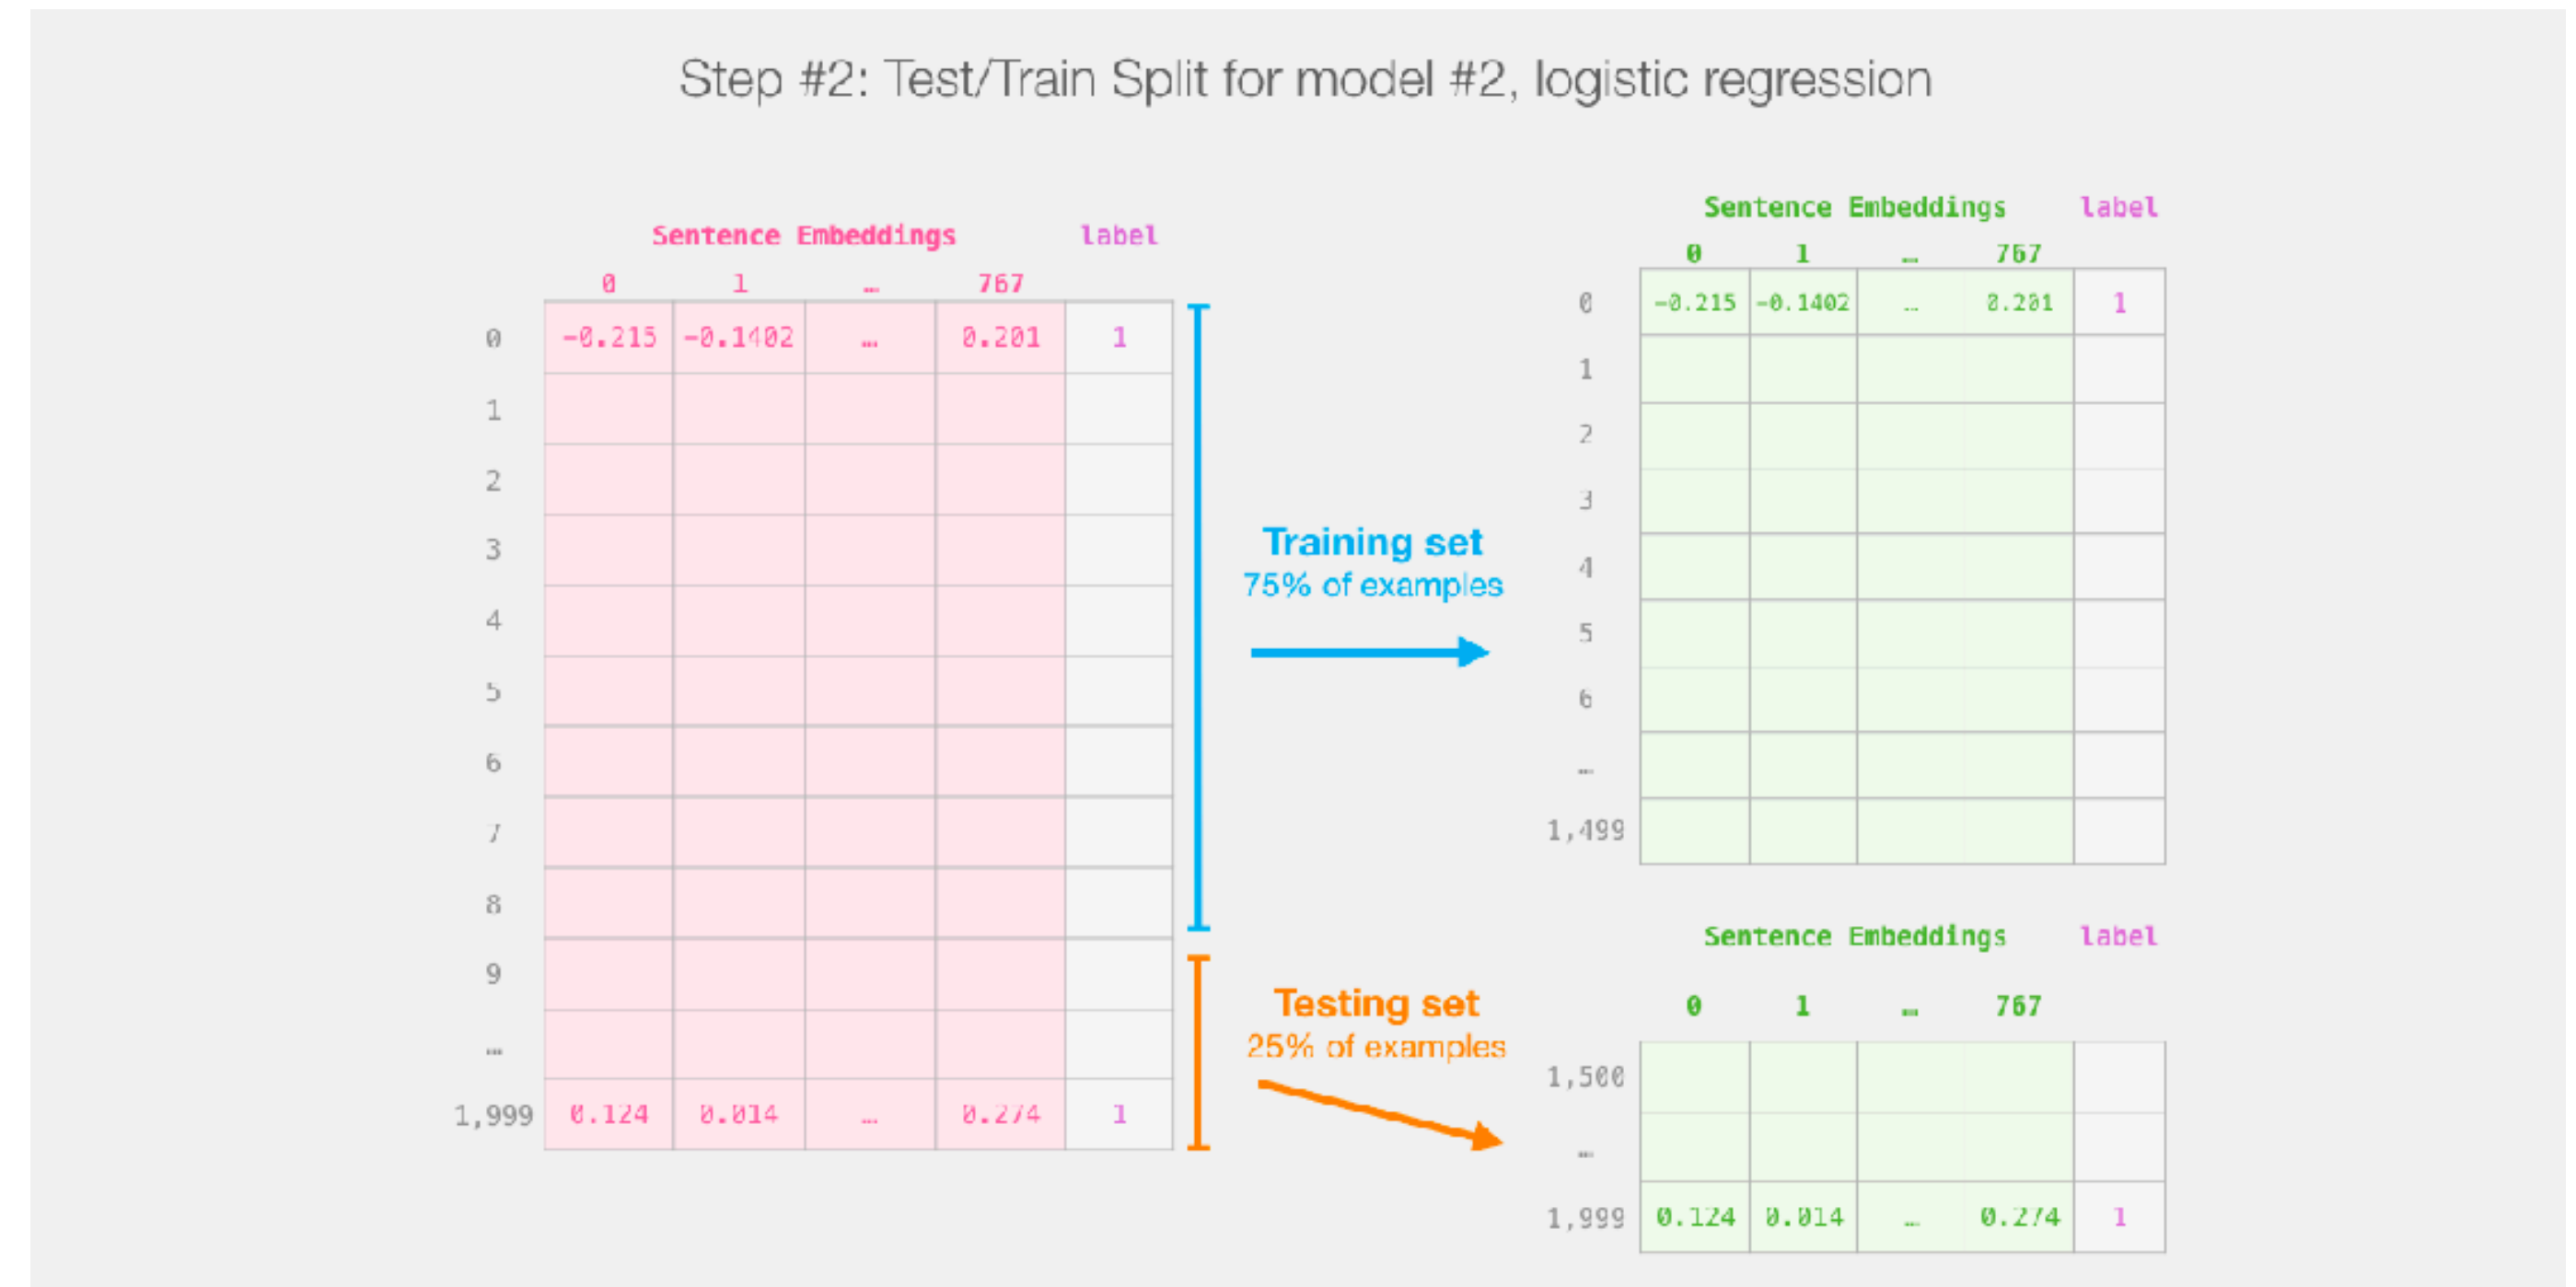 Step #2: Test/Train Split for model #2, logistic regression
Sentence Embeddings label
0 1 … 767
0 -0.215 -0.1402 … 0.201 1
1
2
3
4
5
6
7
8
9
…
1,999 0.124 0.014 … 0.274 1
Training set
75% of examples
Testing set
25% of examples
Sentence Embeddings label
0 1 … 767
0 -0.215 -0.1402 … 0.201 1
1
2
3
4
5
6
…
1,499
Sentence Embeddings label
0 1 … 767
1,500
…
1,999 0.124 0.014 … 0.274 1